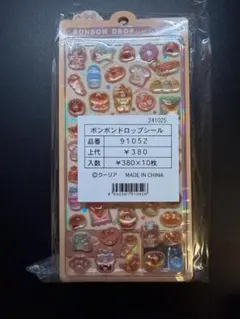 BONBON DROP
241025
ボンボンドロップシール
品番 91052
上代 ￥380
入数 ￥380×10枚
©クーリア MADE IN CHINA